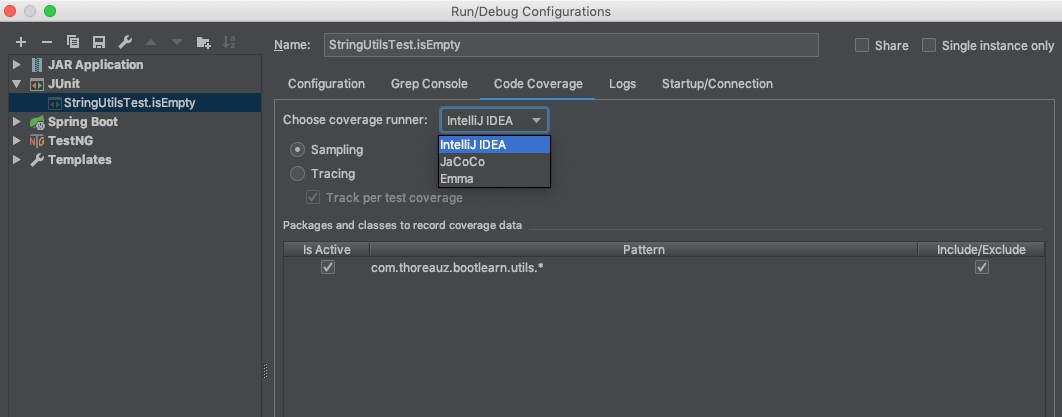 Run/Debug Configurations
Name: StringUtilsTest.isEmpty Share Single instance only
JAR Application
JUnit
StringUtilsTest.isEmpty
Spring Boot
TestNG
Templates
Configuration Grep Console Code Coverage Logs Startup/Connection
Choose coverage runner: IntelliJ IDEA
IntelliJ IDEA
JaCoCo
Emma
Sampling
Tracing
Track per test coverage
Packages and classes to record coverage data
Is Active Pattern Include/Exclude
com.thoreauz.bootlearn.utils.*